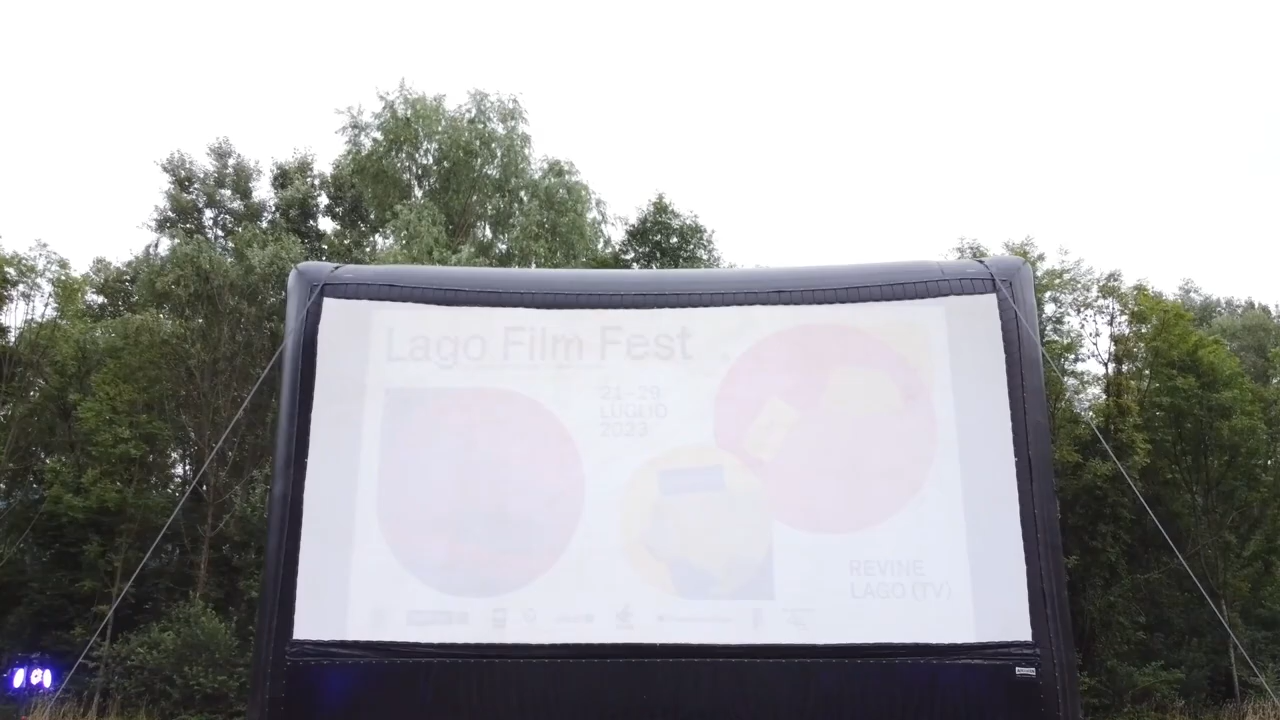 Lago Film Fest
21–29
LUGLIO
2023
REVINE
LAGO (TV)